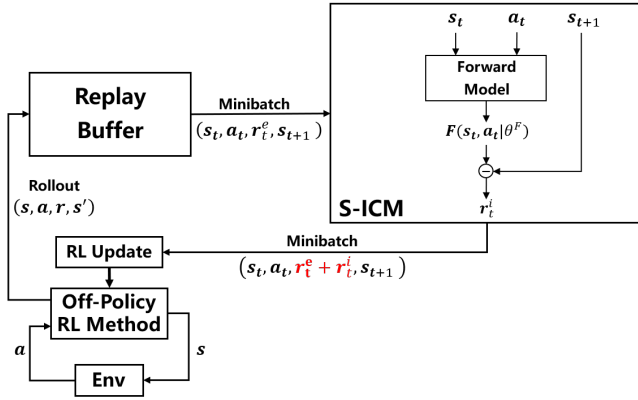 Replay
Buffer
Minibatch
(s_t, a_t, r_t^e, s_{t+1})
s_t
a_t
s_{t+1}
Forward
Model
F(s_t, a_t|θ^F)
−
r_t^i
S-ICM
Rollout
(s, a, r, s′)
Minibatch
(s_t, a_t, r_t^e + r_t^i, s_{t+1})
RL Update
Off-Policy
RL Method
a
s
Env